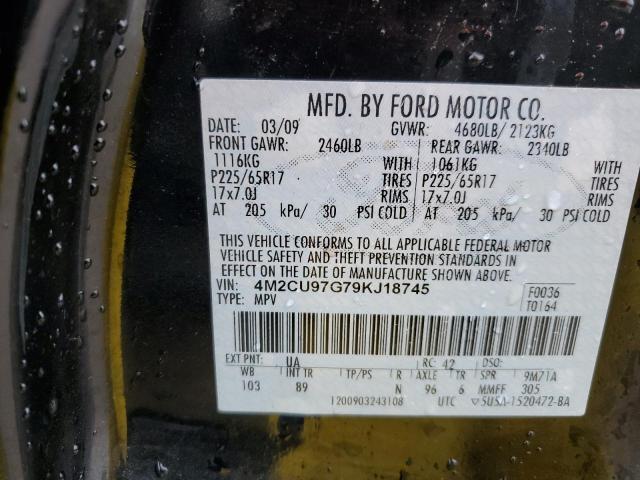 MFD. BY FORD MOTOR CO.
DATE: 03/09 GVWR: 4680LB/ 2123KG
FRONT GAWR: 2460LB REAR GAWR: 2340LB
1116KG WITH 1061KG WITH
P225/65R17 TIRES P225/65R17 TIRES
17x7.0J RIMS 17x7.0J RIMS
AT 205 kPa/ 30 PSI COLD AT 205 kPa/ 30 PSI COLD
THIS VEHICLE CONFORMS TO ALL APPLICABLE FEDERAL MOTOR
VEHICLE SAFETY AND THEFT PREVENTION STANDARDS IN
EFFECT ON THE DATE OF MANUFACTURE SHOWN ABOVE.
VIN: 4M2CU97G79KJ18745
TYPE: MPV
F0036
T0164
EXT PNT: UA RC: 42 DSO:
WB INT TR TP/PS R AXLE TR SPR 9M71A
103 89 N 96 6 MMFF 305
1200903243108 UTC ▽5USA-1520472-BA